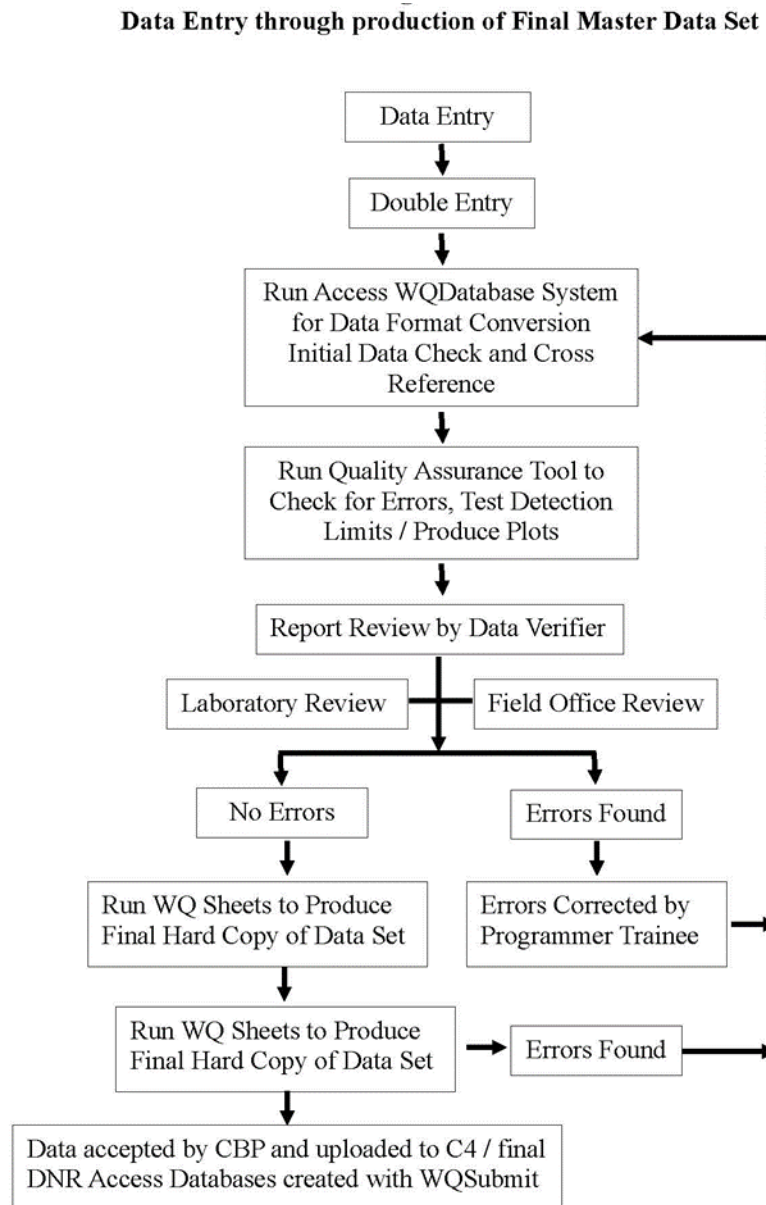 Data Entry through production of Final Master Data Set
Data Entry
Double Entry
Run Access WQDatabase System
for Data Format Conversion
Initial Data Check and Cross
Reference
Run Quality Assurance Tool to
Check for Errors, Test Detection
Limits / Produce Plots
Report Review by Data Verifier
Laboratory Review
Field Office Review
No Errors
Errors Found
Run WQ Sheets to Produce
Final Hard Copy of Data Set
Errors Corrected by
Programmer Trainee
Run WQ Sheets to Produce
Final Hard Copy of Data Set
Errors Found
Data accepted by CBP and uploaded to C4 / final
DNR Access Databases created with WQSubmit